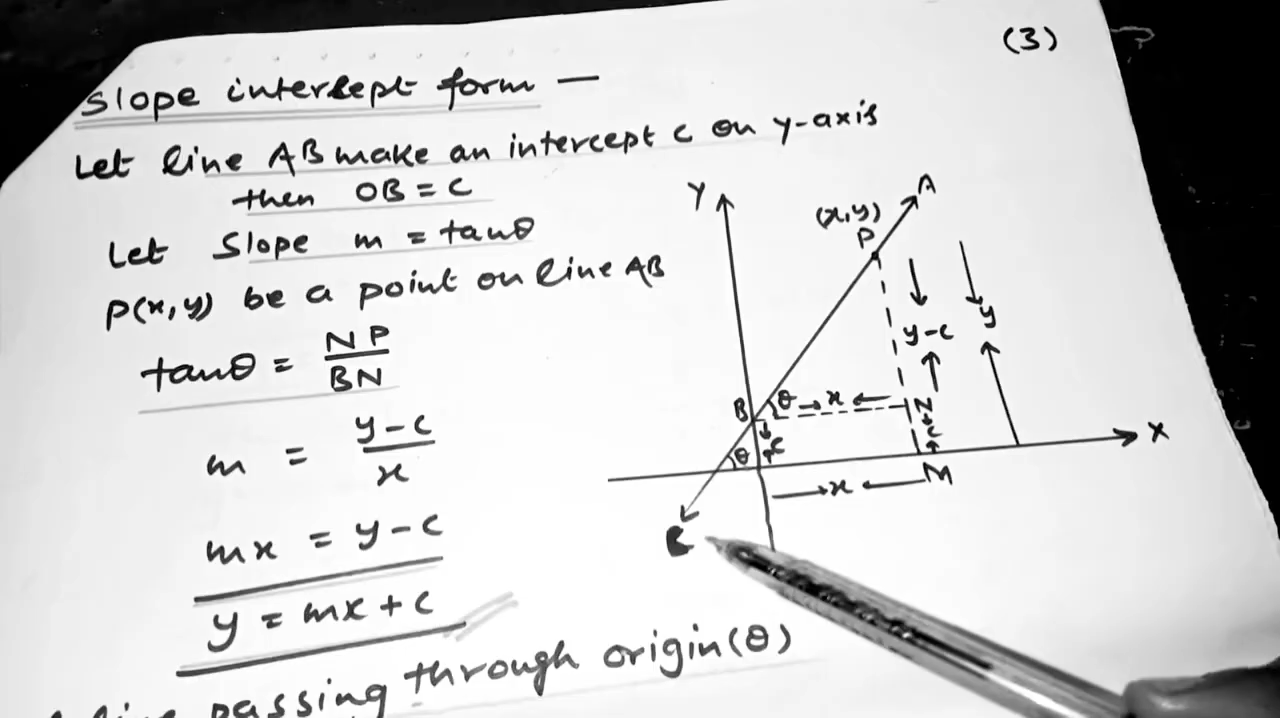 (3)
Slope intercept form —
Let line AB make an intercept c on y-axis
then OB = c
Let Slope m = tanθ
P(x,y) be a point on line AB
tanθ = NP/BN
m = y-c/x
mx = y-c
y = mx+c
passing through origin(θ)
Y
A
(x,y)
P
y-c
y
B
θ
x
N
c
θ
c
X
x
M